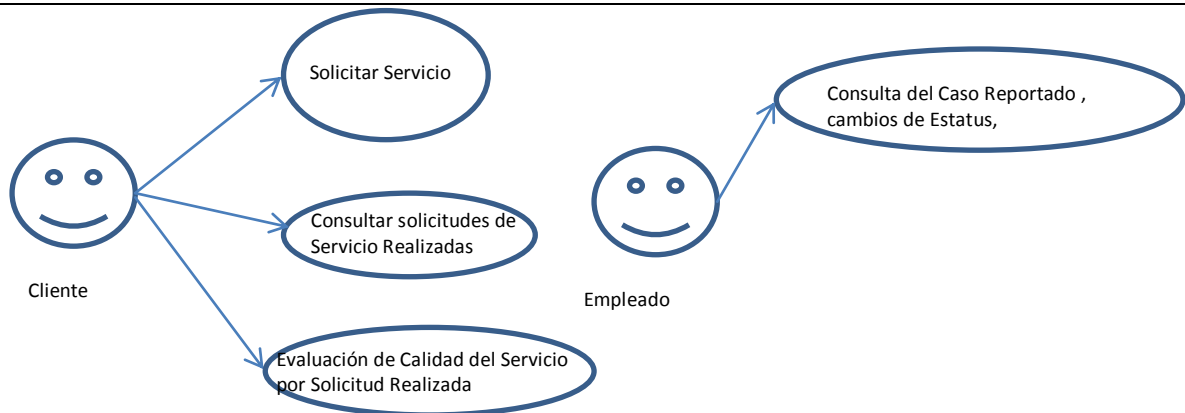 Solicitar Servicio
Consultar solicitudes de
Servicio Realizadas
Cliente
Evaluación de Calidad del Servicio
por Solicitud Realizada
Consulta del Caso Reportado ,
cambios de Estatus,
Empleado